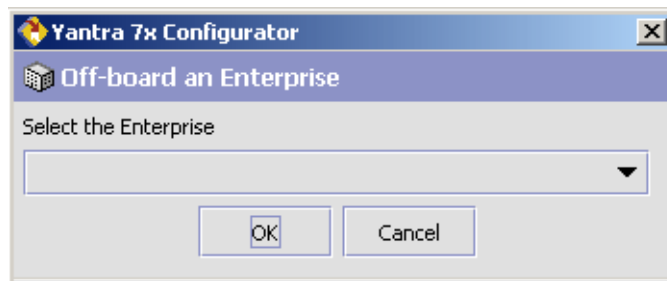 Yantra 7x Configurator
Off-board an Enterprise
Select the Enterprise
OK Cancel